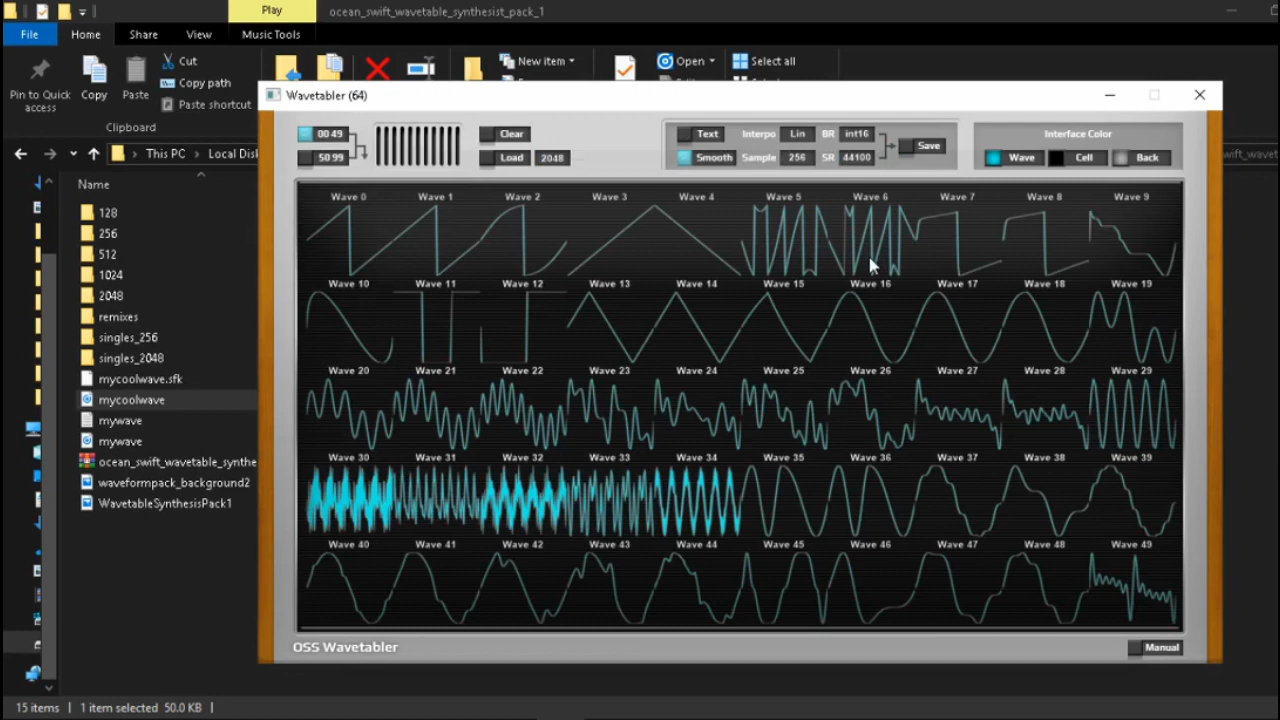 Play
ocean_swift_wavetable_synthesist_pack_1
File Home Share View Music Tools
Pin to Quick access
Copy
Paste
Cut
Copy path
Paste shortcut
New item
Open
Select all
Clipboard
This PC Local Disk
Name
128
256
512
1024
2048
remixes
singles_256
singles_2048
mycoolwave.sfk
mycoolwave
mywave
mywave
ocean_swift_wavetable_synthe
waveformpack_background2
WavetableSynthesisPack1
Wavetabler (64)
00 49
50 99
Clear
Load 2048
Text Interpo Lin BR int16
Smooth Sample 256 SR 44100
Save
Interface Color
Wave Cell Back
Wave 0 Wave 1 Wave 2 Wave 3 Wave 4 Wave 5 Wave 6 Wave 7 Wave 8 Wave 9
Wave 10 Wave 11 Wave 12 Wave 13 Wave 14 Wave 15 Wave 16 Wave 17 Wave 18 Wave 19
Wave 20 Wave 21 Wave 22 Wave 23 Wave 24 Wave 25 Wave 26 Wave 27 Wave 28 Wave 29
Wave 30 Wave 31 Wave 32 Wave 33 Wave 34 Wave 35 Wave 36 Wave 37 Wave 38 Wave 39
Wave 40 Wave 41 Wave 42 Wave 43 Wave 44 Wave 45 Wave 46 Wave 47 Wave 48 Wave 49
OSS Wavetabler
Manual
15 items 1 item selected 50.0 KB